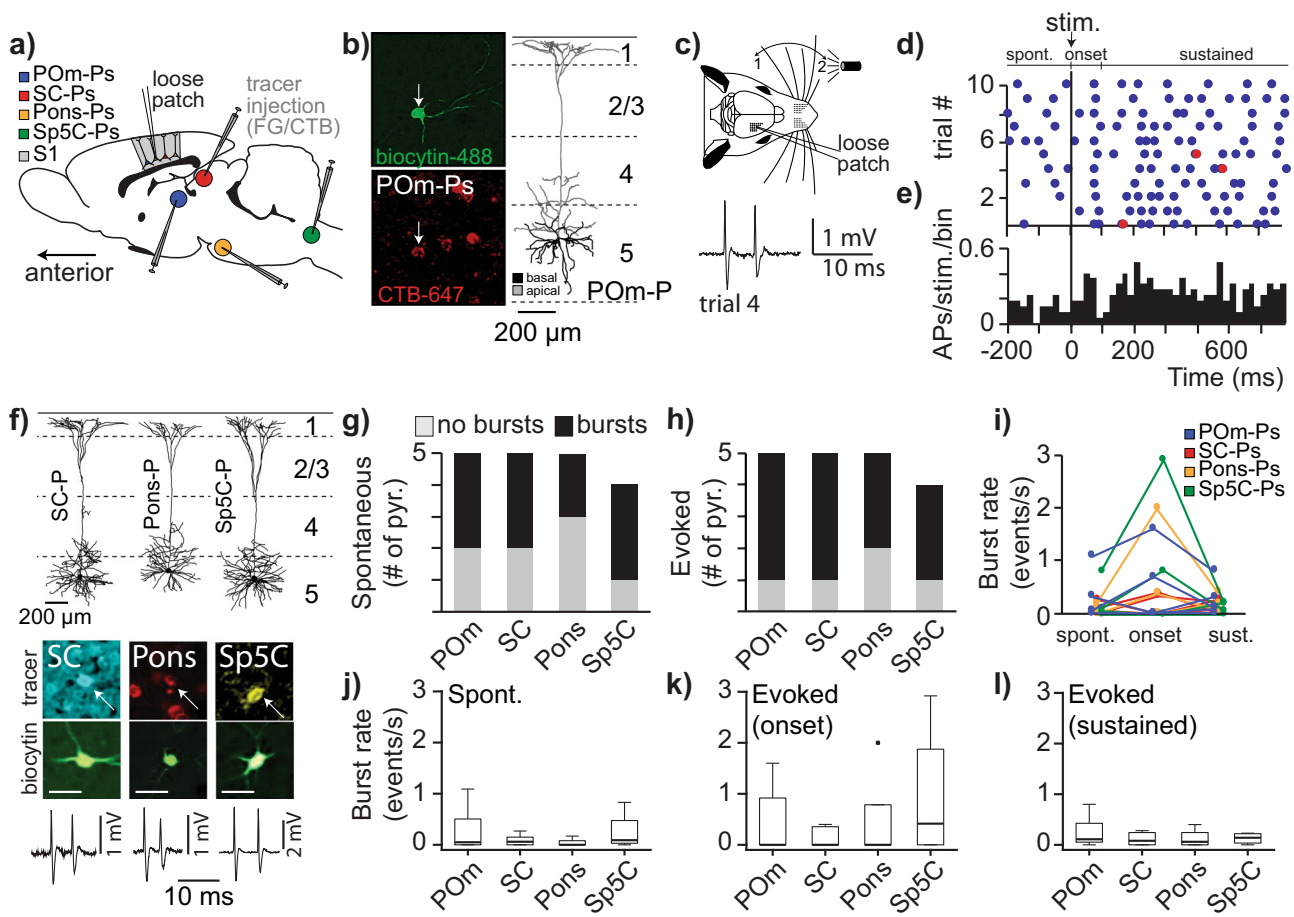 a)
POm-Ps
SC-Ps
Pons-Ps
Sp5C-Ps
S1
loose
patch
tracer
injection
(FG/CTB)
anterior
b)
biocytin-488
POm-Ps
CTB-647
1
2/3
4
5
basal
apical
POm-P
200 µm
c)
1
2
loose
patch
1 mV
10 ms
trial 4
stim.
d)
spont.
onset
sustained
trial #
10
8
6
4
2
0
e)
APs/stim./bin
0.6
0
-200
0
200
600
Time (ms)
f)
SC-P
Pons-P
Sp5C-P
1
2/3
4
5
200 µm
tracer
SC
Pons
Sp5C
biocytin
1 mV
1 mV
2 mV
10 ms
g)
no bursts
bursts
Spontaneous
(# of pyr.)
5
0
POm
SC
Pons
Sp5C
h)
Evoked
(# of pyr.)
5
0
POm
SC
Pons
Sp5C
i)
POm-Ps
SC-Ps
Pons-Ps
Sp5C-Ps
Burst rate
(events/s)
3
2
1
0
spont.
onset
sust.
j)
Spont.
Burst rate
(events/s)
3
2
1
0
POm
SC
Pons
Sp5C
k)
Evoked
(onset)
3
2
1
0
POm
SC
Pons
Sp5C
l)
Evoked
(sustained)
3
2
1
0
POm
SC
Pons
Sp5C